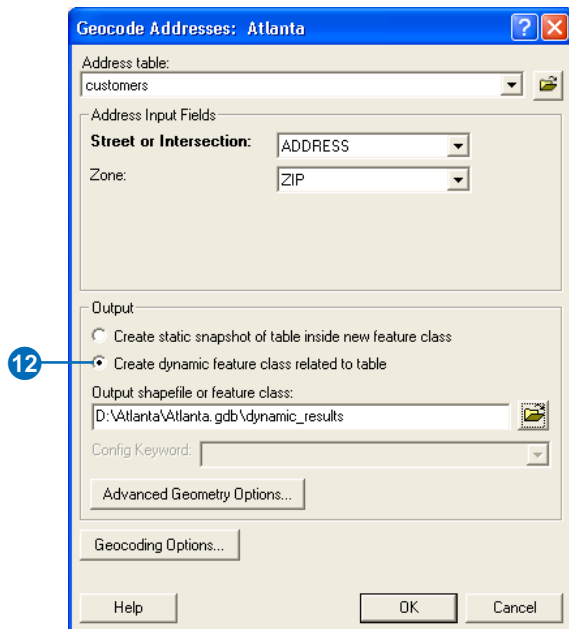 Geocode Addresses: Atlanta
Address table:
customers
Address Input Fields
Street or Intersection:
ADDRESS
Zone:
ZIP
Output
Create static snapshot of table inside new feature class
12
Create dynamic feature class related to table
Output shapefile or feature class:
D:\Atlanta\Atlanta.gdb\dynamic_results
Config Keyword:
Advanced Geometry Options...
Geocoding Options...
Help
OK
Cancel